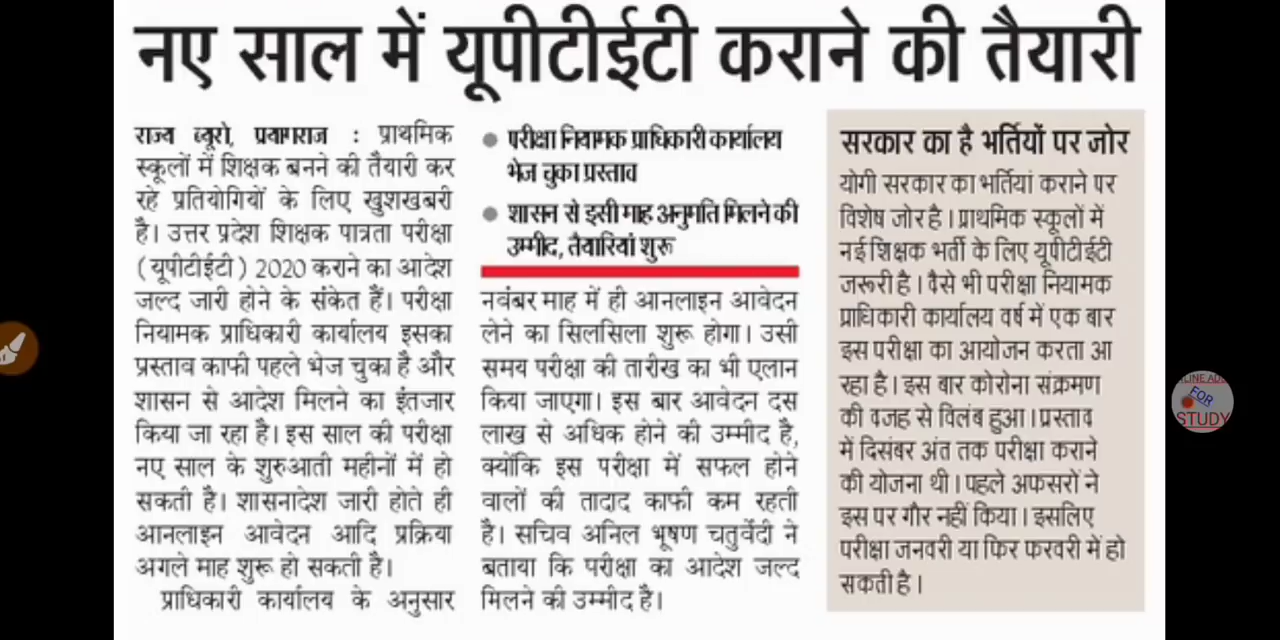 नए साल में यूपीटीईटी कराने की तैयारी
राज्य ब्यूरो, प्रयागराज : प्राथमिक
स्कूलों में शिक्षक बनने की तैयारी कर
रहे प्रतियोगियों के लिए खुशखबरी
है। उत्तर प्रदेश शिक्षक पात्रता परीक्षा
(यूपीटीईटी) 2020 कराने का आदेश
जल्द जारी होने के संकेत हैं। परीक्षा
नियामक प्राधिकारी कार्यालय इसका
प्रस्ताव काफी पहले भेज चुका है और
शासन से आदेश मिलने का इंतजार
किया जा रहा है। इस साल की परीक्षा
नए साल के शुरुआती महीनों में हो
सकती है। शासनादेश जारी होते ही
आनलाइन आवेदन आदि प्रक्रिया
अगले माह शुरू हो सकती है।
प्राधिकारी कार्यालय के अनुसार
● परीक्षा नियामक प्राधिकारी कार्यालय
भेज चुका प्रस्ताव
● शासन से इसी माह अनुमति मिलने की
उम्मीद, तैयारियां शुरू
नवंबर माह में ही आनलाइन आवेदन
लेने का सिलसिला शुरू होगा। उसी
समय परीक्षा की तारीख का भी एलान
किया जाएगा। इस बार आवेदन दस
लाख से अधिक होने की उम्मीद है,
क्योंकि इस परीक्षा में सफल होने
वालों की तादाद काफी कम रहती
है। सचिव अनिल भूषण चतुर्वेदी ने
बताया कि परीक्षा का आदेश जल्द
मिलने की उम्मीद है।
सरकार का है भर्तियों पर जोर
योगी सरकार का भर्तियां कराने पर
विशेष जोर है। प्राथमिक स्कूलों में
नई शिक्षक भर्ती के लिए यूपीटीईटी
जरूरी है। वैसे भी परीक्षा नियामक
प्राधिकारी कार्यालय वर्ष में एक बार
इस परीक्षा का आयोजन करता आ
रहा है। इस बार कोरोना संक्रमण
की वजह से विलंब हुआ। प्रस्ताव
में दिसंबर अंत तक परीक्षा कराने
की योजना थी। पहले अफसरों ने
इस पर गौर नहीं किया। इसलिए
परीक्षा जनवरी या फिर फरवरी में हो
सकती है।
FOR
STUDY